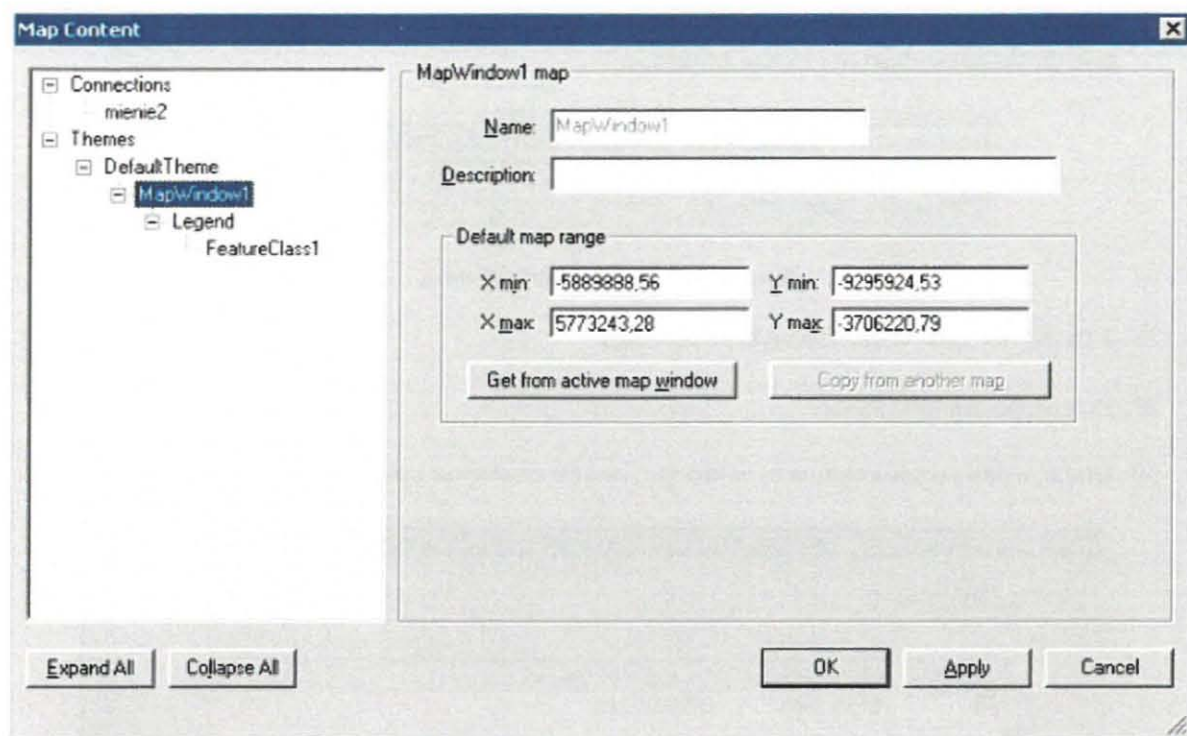 Map Content
Connections
mienie2
Themes
DefaultTheme
MapWindow1
Legend
FeatureClass1
MapWindow1 map
Name: MapWindow1
Description:
Default map range
X min: -5889888,56 Y min: -9295924,53
X max: 5773243,28 Y max: -3706220,79
Get from active map window Copy from another map
Expand All Collapse All OK Apply Cancel